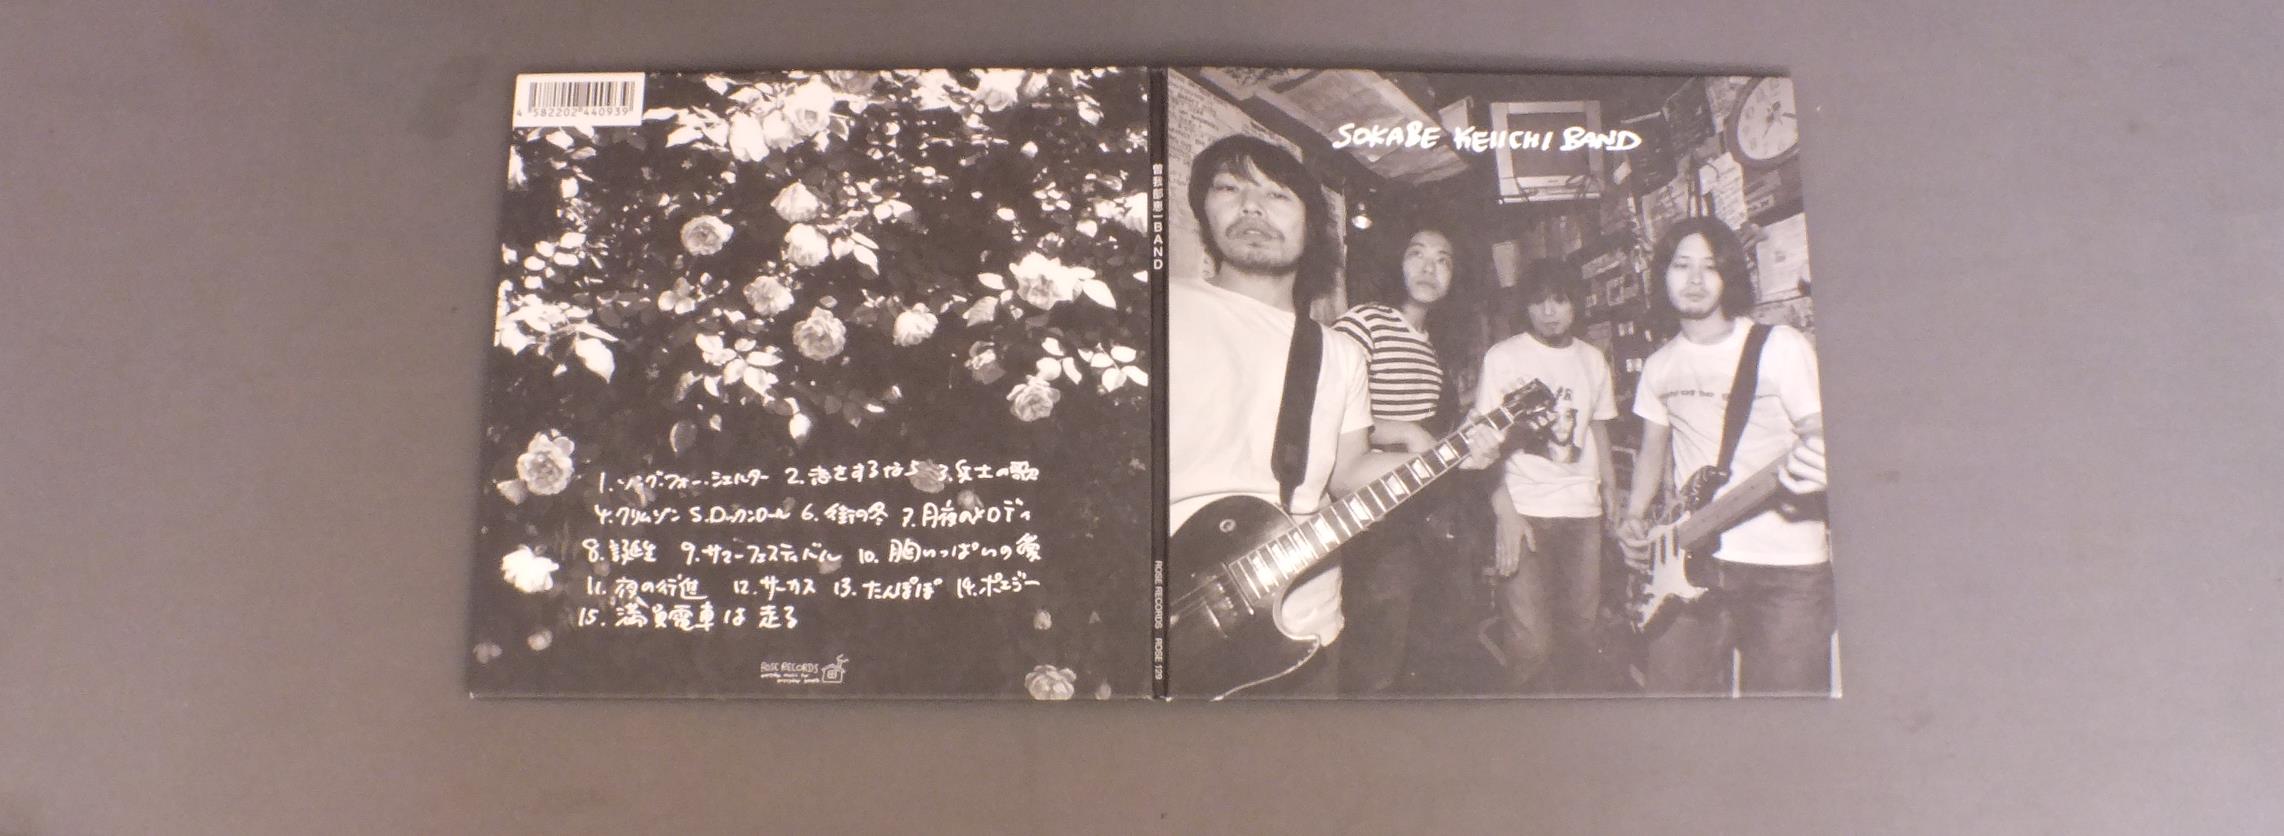 4 582202 440939
1. ソング・フォー・シェルター 2. 恋をするなら 3. 兵士の歌
4. クリムゾン 5. ロックンロール 6. 街の冬 7. 月夜のメロディ
8. 誕生 9. サマーフェスティバル 10. 胸いっぱいの愛
11. 夜の行進 12. サーカス 13. たんぽぽ 14. ポエジー
15. 満員電車は走る
ROSE RECORDS
everyday music for
everyday people
曽我部恵一BAND
ROSE RECORDS ROSE 129
SOKABE KEIICHI BAND